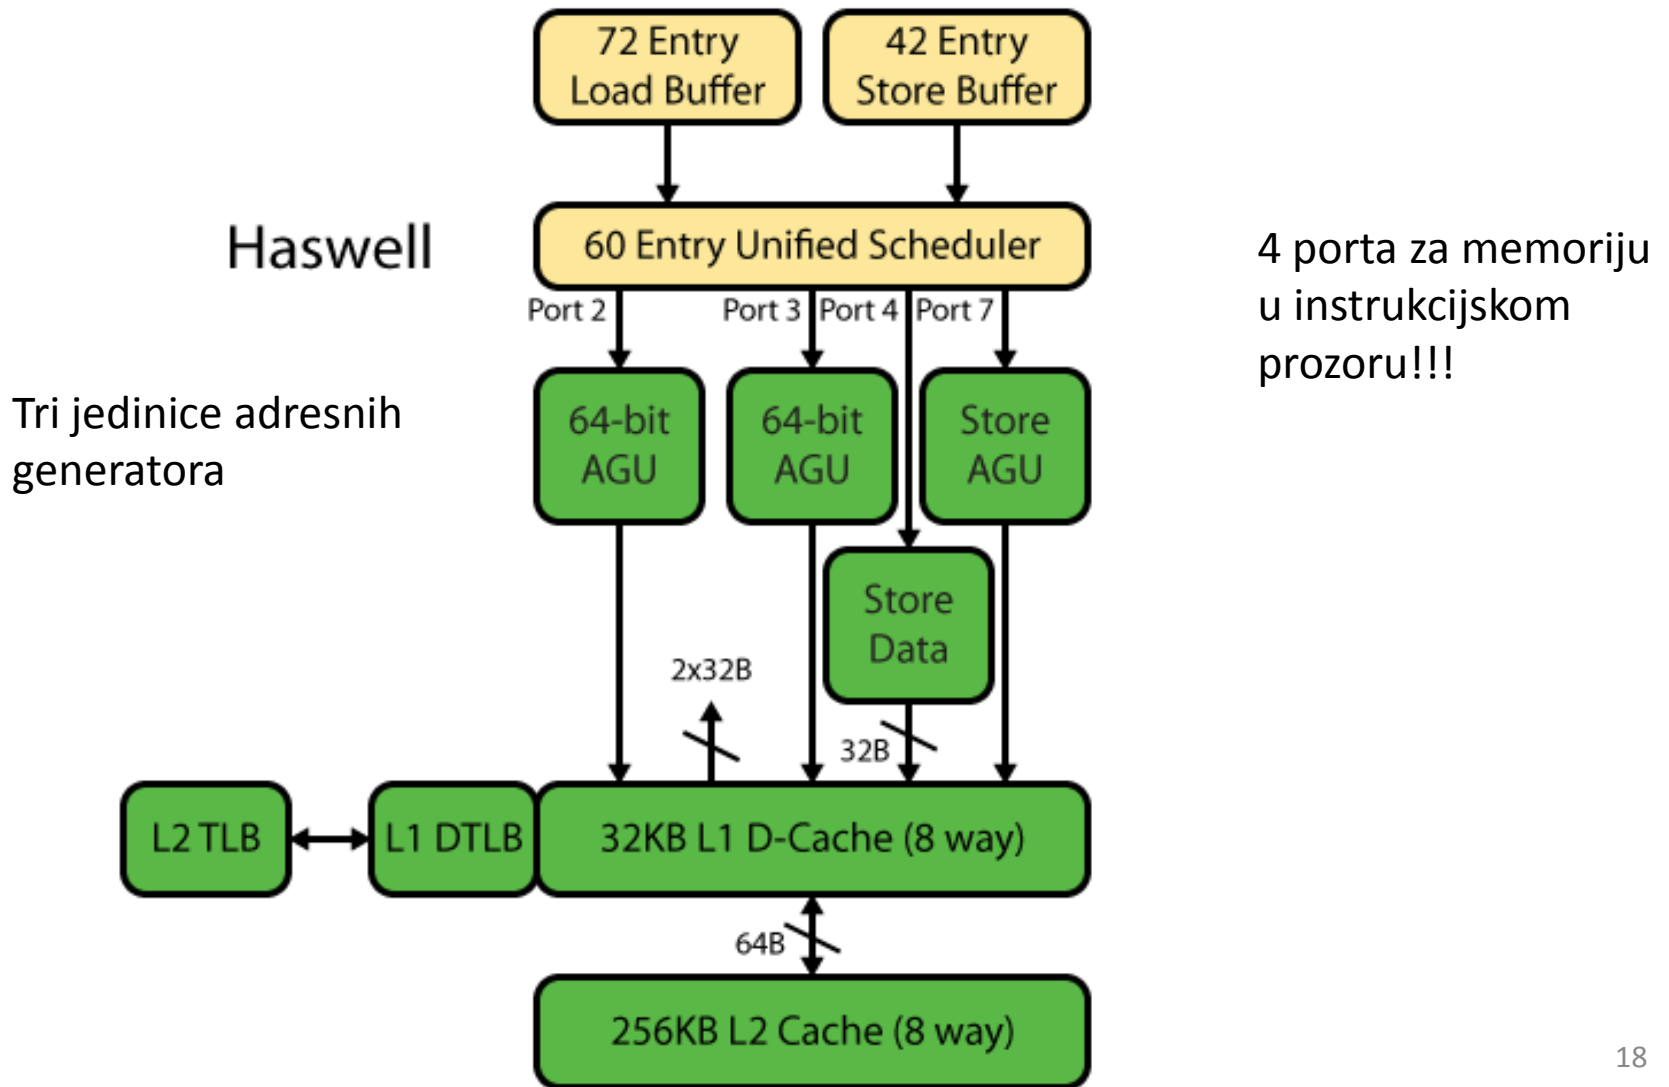 72 Entry
Load Buffer
42 Entry
Store Buffer
Haswell
60 Entry Unified Scheduler
4 porta za memoriju
u instrukcijskom
prozoru!!!
Port 2
Port 3
Port 4
Port 7
Tri jedinice adresnih
generatora
64-bit
AGU
64-bit
AGU
Store
AGU
Store
Data
2x32B
32B
L2 TLB
L1 DTLB
32KB L1 D-Cache (8 way)
64B
256KB L2 Cache (8 way)
18